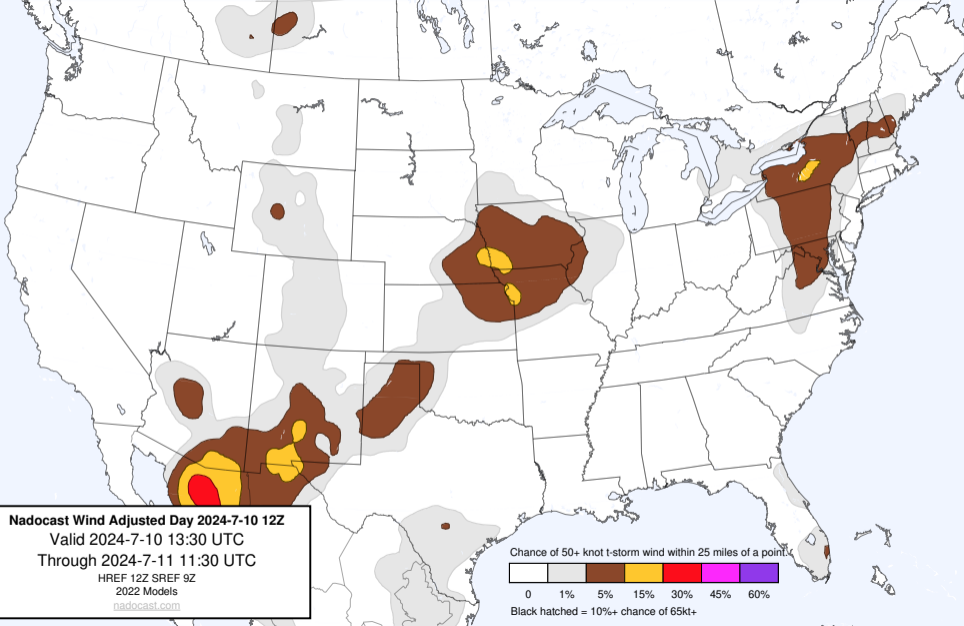 Nadocast Wind Adjusted Day 2024-7-10 12Z
Valid 2024-7-10 13:30 UTC
Through 2024-7-11 11:30 UTC
HREF 12Z SREF 9Z
2022 Models
nadocast.com
Chance of 50+ knot t-storm wind within 25 miles of a point.
0 1% 5% 15% 30% 45% 60%
Black hatched = 10%+ chance of 65kt+